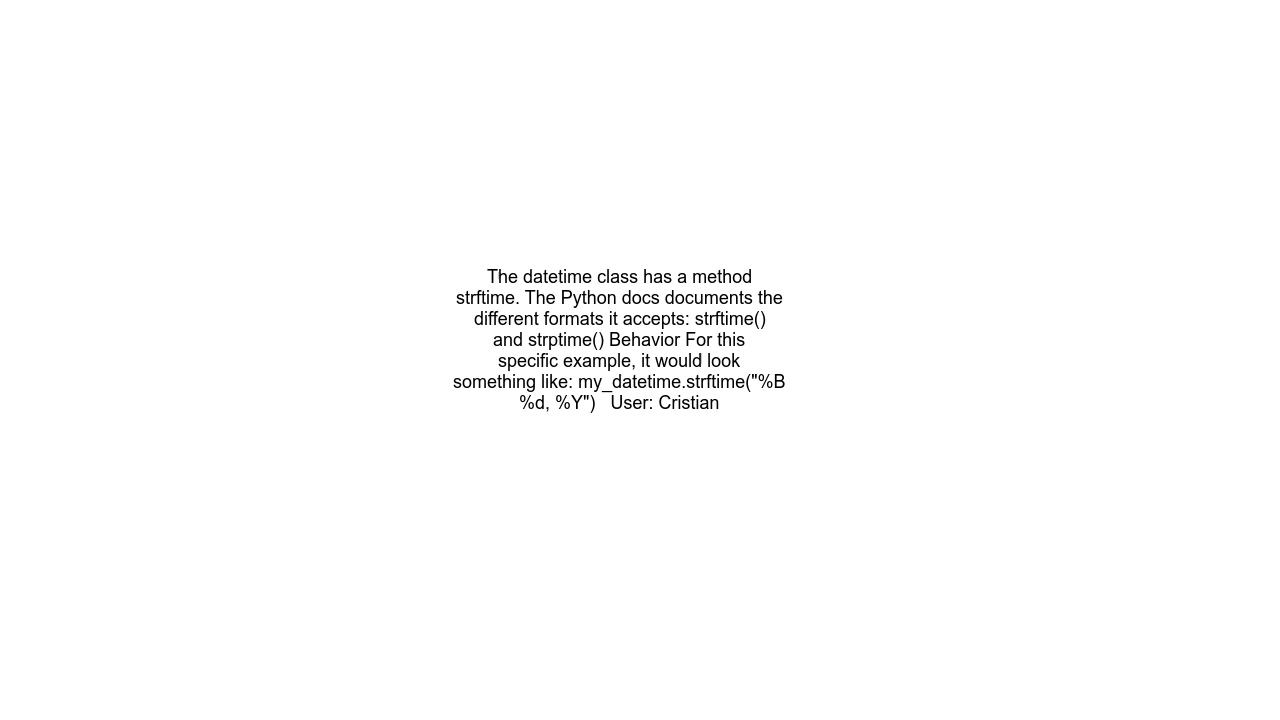 The datetime class has a method
strftime. The Python docs documents the
different formats it accepts: strftime()
and strptime() Behavior For this
specific example, it would look
something like: my_datetime.strftime("%B
%d, %Y")   User: Cristian